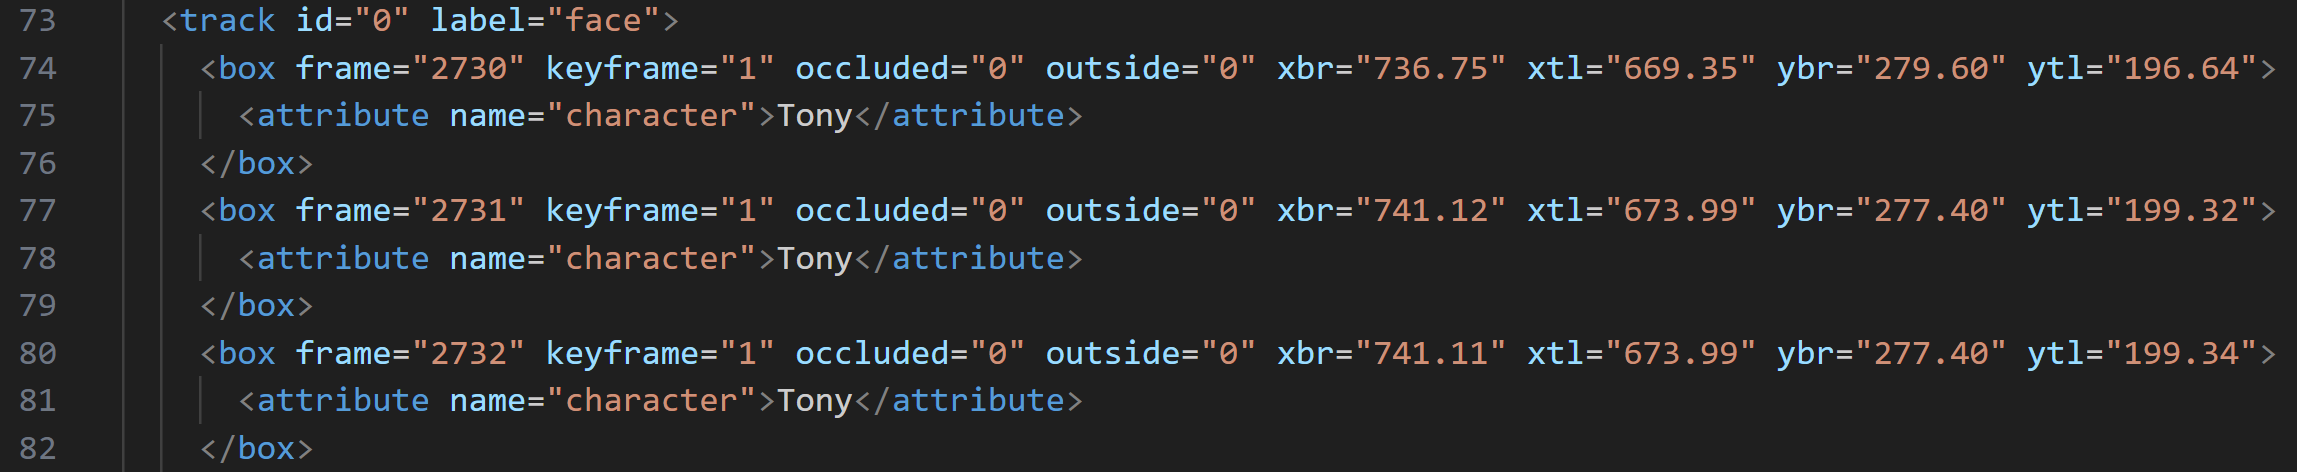 73 <track id="0" label="face">
74 <box frame="2730" keyframe="1" occluded="0" outside="0" xbr="736.75" xtl="669.35" ybr="279.60" ytl="196.64">
75 <attribute name="character">Tony</attribute>
76 </box>
77 <box frame="2731" keyframe="1" occluded="0" outside="0" xbr="741.12" xtl="673.99" ybr="277.40" ytl="199.32">
78 <attribute name="character">Tony</attribute>
79 </box>
80 <box frame="2732" keyframe="1" occluded="0" outside="0" xbr="741.11" xtl="673.99" ybr="277.40" ytl="199.34">
81 <attribute name="character">Tony</attribute>
82 </box>